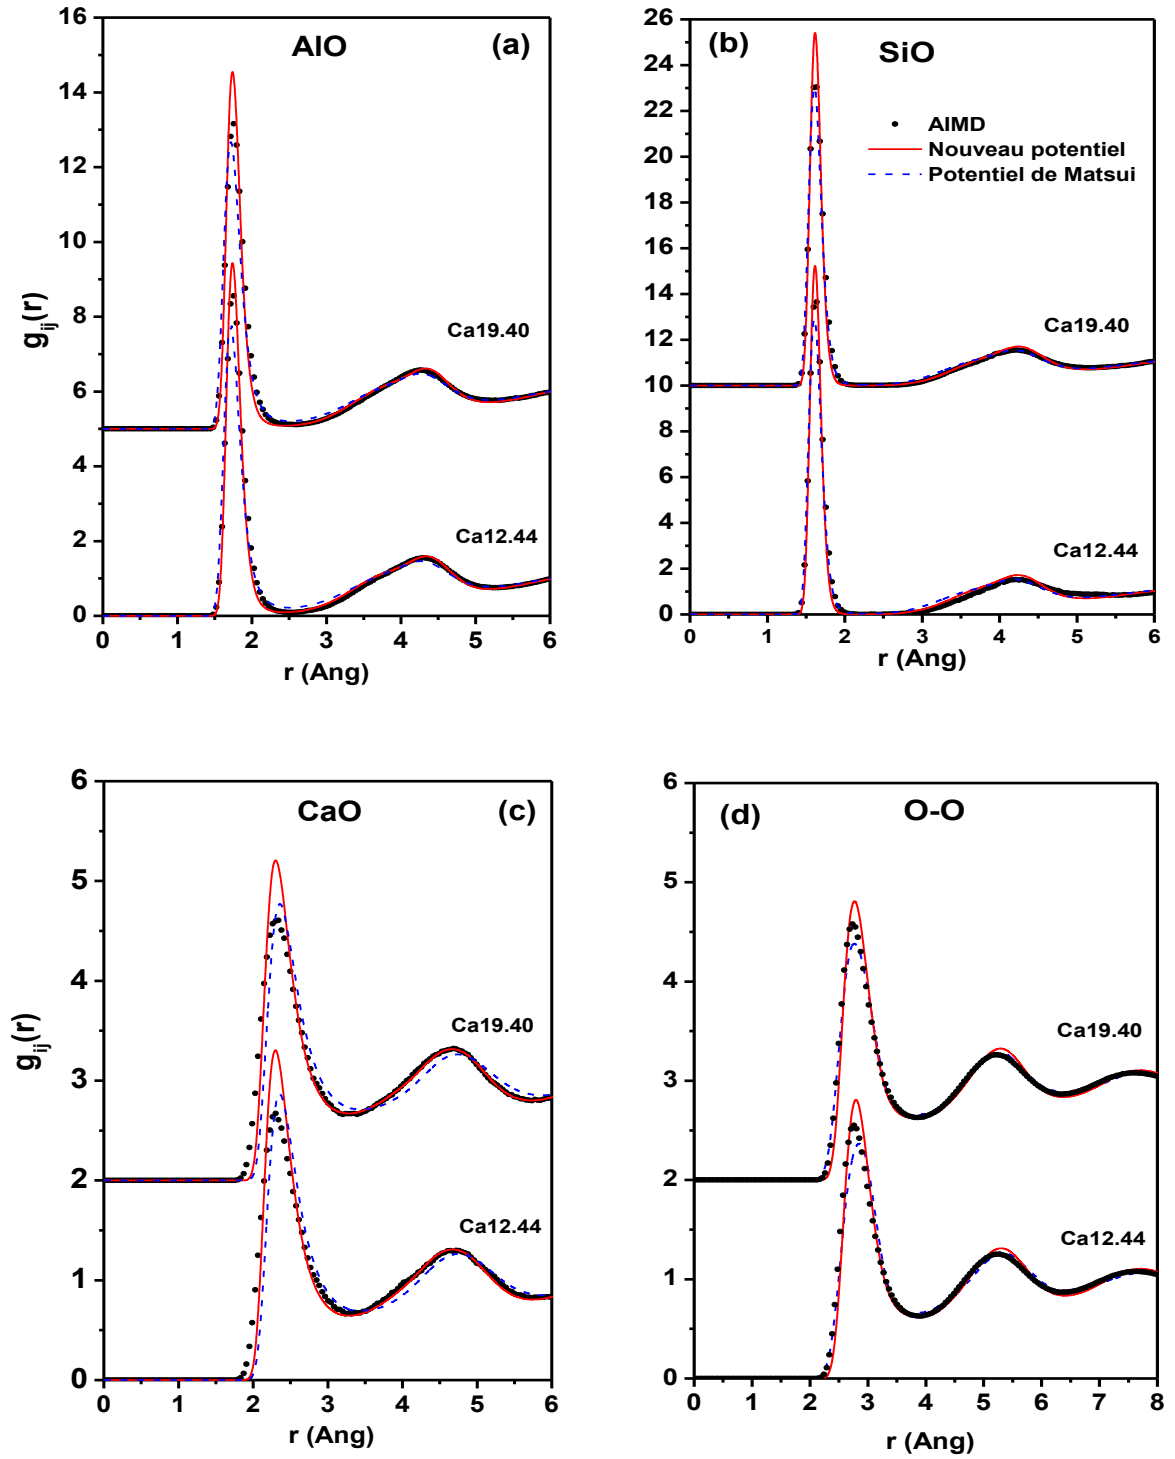 AlO
(a)
16
14
12
10
8
6
4
2
0
g_ij(r)
Ca19.40
Ca12.44
0 1 2 3 4 5 6
r (Ang)
(b)
SiO
26
24
22
20
18
16
14
12
10
8
6
4
2
0
AIMD
Nouveau potentiel
Potentiel de Matsui
Ca19.40
Ca12.44
0 1 2 3 4 5 6
r (Ang)
CaO
(c)
6
5
4
3
2
1
0
g_ij(r)
Ca19.40
Ca12.44
0 1 2 3 4 5 6
r (Ang)
(d)
O-O
6
5
4
3
2
1
0
Ca19.40
Ca12.44
0 1 2 3 4 5 6 7 8
r (Ang)